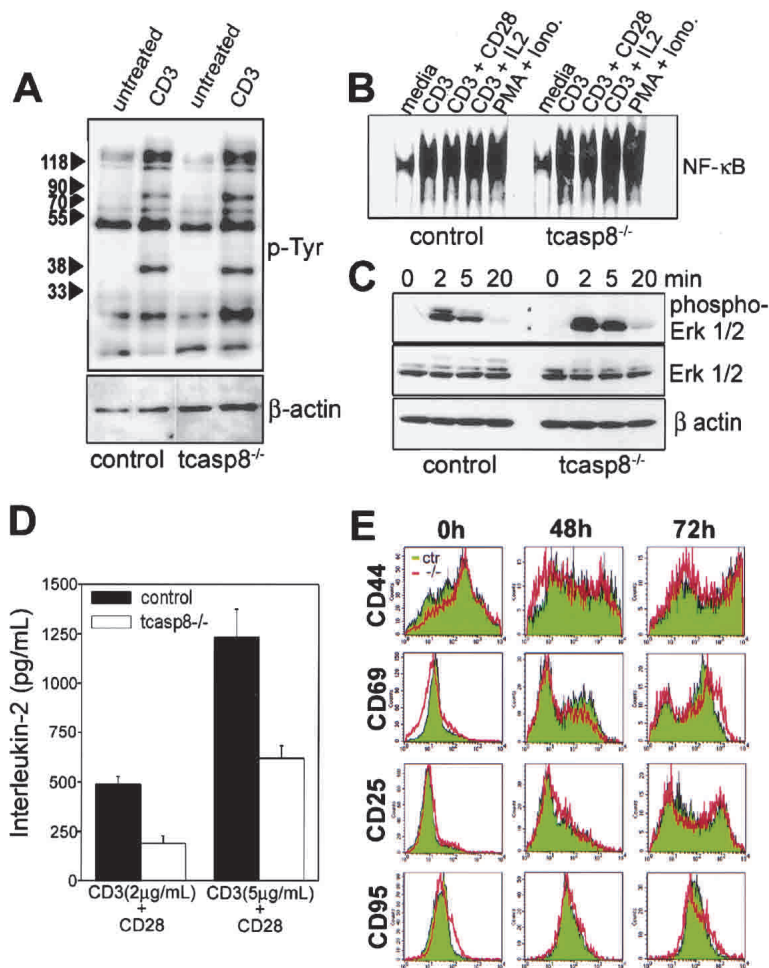 A
untreated
CD3
untreated
CD3
118
90
70
55
38
33
p-Tyr
β-actin
control tcasp8-/-
B
media
CD3
CD3 + CD28
CD3 + IL2
PMA + Iono.
media
CD3
CD3 + CD28
CD3 + IL2
PMA + Iono.
NF-κB
control tcasp8-/-
C
0 2 5 20 0 2 5 20 min
phospho-
Erk 1/2
Erk 1/2
β actin
control tcasp8-/-
D
Interleukin-2 (pg/mL)
1500
1250
1000
750
500
250
control
tcasp8-/-
CD3(2μg/mL)
+
CD28
CD3(5μg/mL)
+
CD28
E
0h 48h 72h
ctr
-/-
CD44
CD69
CD25
CD95
Counts